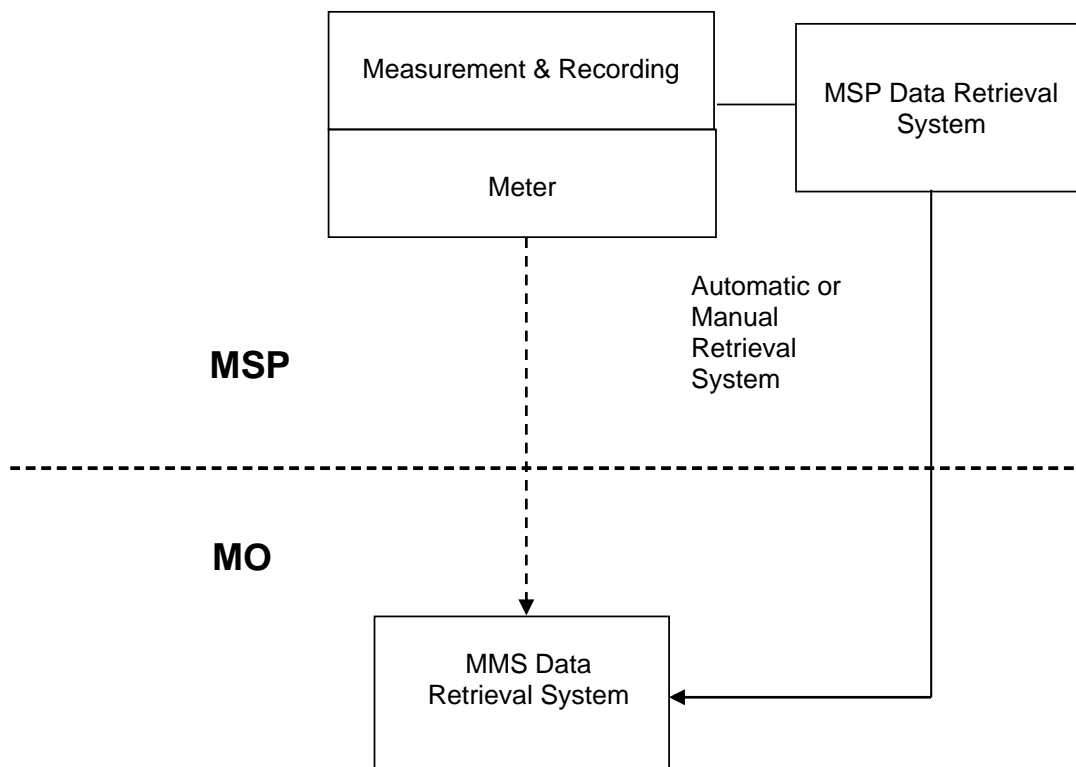 Measurement & Recording
MSP Data Retrieval
System
Meter
Automatic or
Manual
Retrieval
System
MSP
MO
MMS Data
Retrieval System